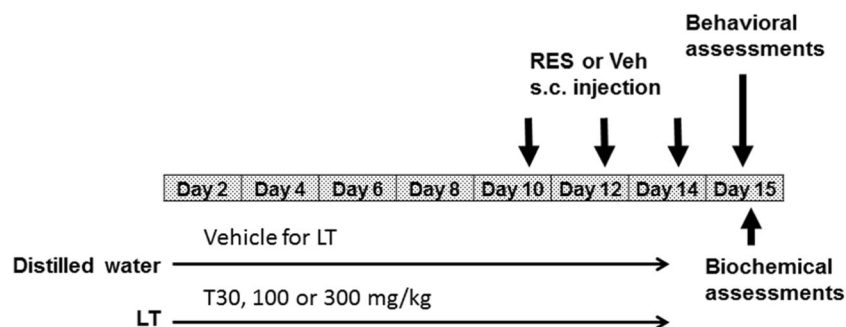 Behavioral
assessments
RES or Veh
s.c. injection
Day 2 Day 4 Day 6 Day 8 Day 10 Day 12 Day 14 Day 15
Vehicle for LT
Distilled water
Biochemical
assessments
T30, 100 or 300 mg/kg
LT